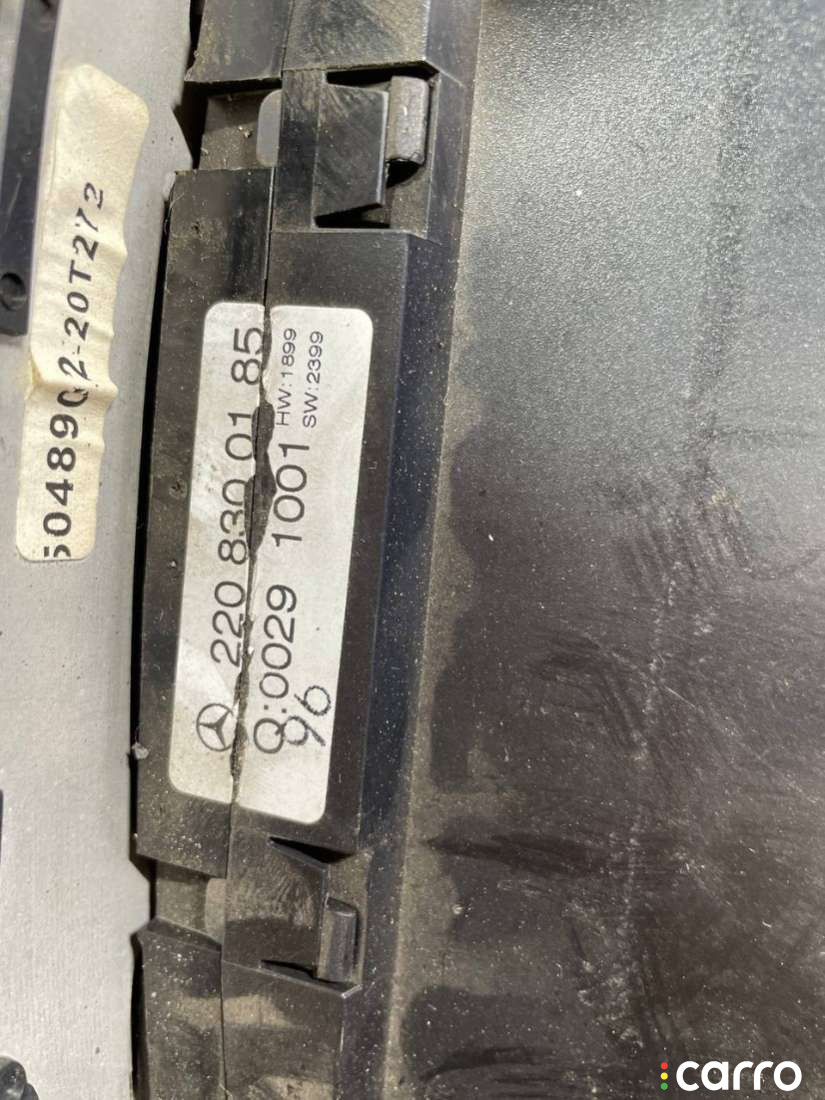 504890 2-20T272
220 830 01 85
Q:0029 1001 HW:1899
SW:2399
96
carro